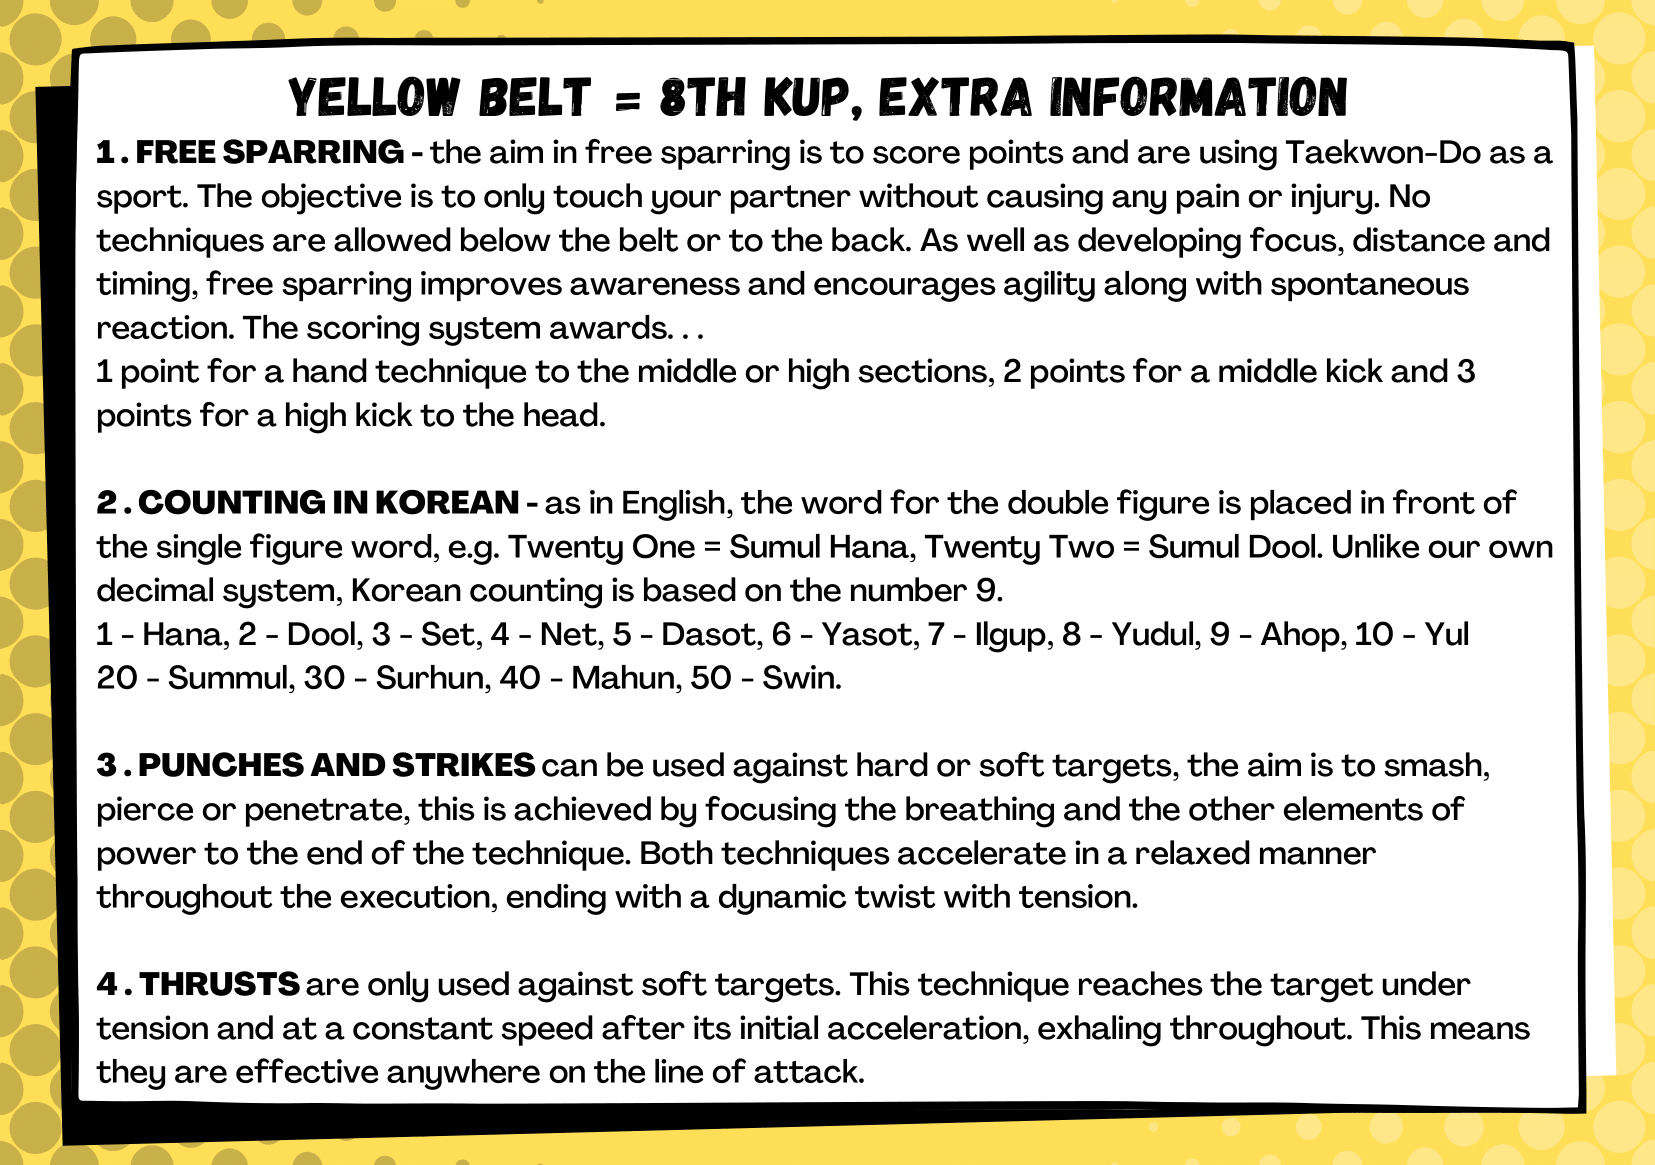 YELLOW BELT = 8TH KUP, EXTRA INFORMATION
1. FREE SPARRING - the aim in free sparring is to score points and are using Taekwon-Do as a
sport. The objective is to only touch your partner without causing any pain or injury. No
techniques are allowed below the belt or to the back. As well as developing focus, distance and
timing, free sparring improves awareness and encourages agility along with spontaneous
reaction. The scoring system awards. . .
1 point for a hand technique to the middle or high sections, 2 points for a middle kick and 3
points for a high kick to the head.
2. COUNTING IN KOREAN - as in English, the word for the double figure is placed in front of
the single figure word, e.g. Twenty One = Sumul Hana, Twenty Two = Sumul Dool. Unlike our own
decimal system, Korean counting is based on the number 9.
1 - Hana, 2 - Dool, 3 - Set, 4 - Net, 5 - Dasot, 6 - Yasot, 7 - Ilgup, 8 - Yudul, 9 - Ahop, 10 - Yul
20 - Summul, 30 - Surhun, 40 - Mahun, 50 - Swin.
3. PUNCHES AND STRIKES can be used against hard or soft targets, the aim is to smash,
pierce or penetrate, this is achieved by focusing the breathing and the other elements of
power to the end of the technique. Both techniques accelerate in a relaxed manner
throughout the execution, ending with a dynamic twist with tension.
4. THRUSTS are only used against soft targets. This technique reaches the target under
tension and at a constant speed after its initial acceleration, exhaling throughout. This means
they are effective anywhere on the line of attack.